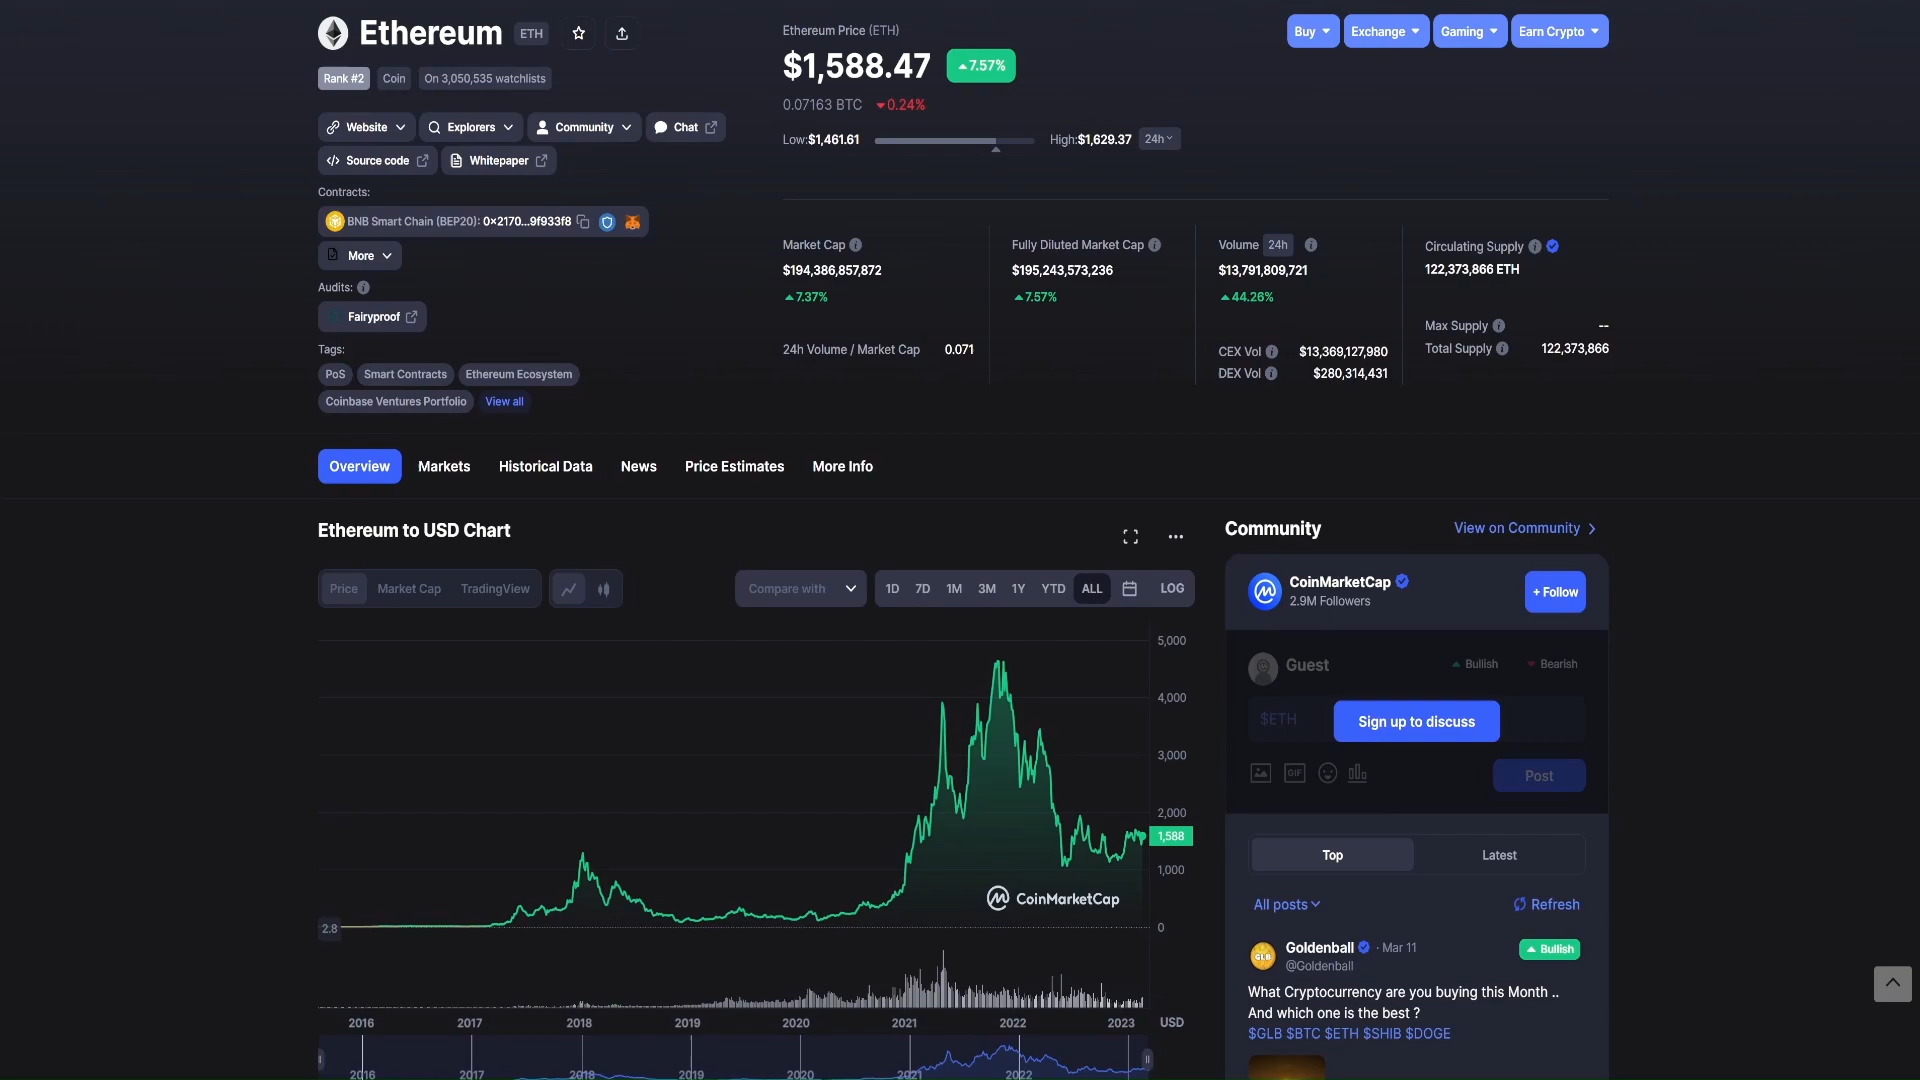 Ethereum ETH
Rank #2 Coin On 3,050,535 watchlists
Website Explorers Community Chat
Source code Whitepaper
Contracts:
BNB Smart Chain (BEP20): 0x2170...9f933f8
More
Audits:
Fairyproof
Tags:
PoS Smart Contracts Ethereum Ecosystem
Coinbase Ventures Portfolio View all
Ethereum Price (ETH)
$1,588.47 7.57%
0.07163 BTC 0.24%
Low:$1,461.61 High:$1,629.37 24h
Buy Exchange Gaming Earn Crypto
Market Cap
$194,386,857,872
7.37%
24h Volume / Market Cap 0.071
Fully Diluted Market Cap
$195,243,573,236
7.57%
Volume 24h
$13,791,809,721
44.26%
CEX Vol $13,369,127,980
DEX Vol $280,314,431
Circulating Supply
122,373,866 ETH
Max Supply --
Total Supply 122,373,866
Overview Markets Historical Data News Price Estimates More Info
Ethereum to USD Chart
Price Market Cap TradingView
Compare with 1D 7D 1M 3M 1Y YTD ALL LOG
5,000
4,000
3,000
2,000
1,588
1,000
0
2.8
CoinMarketCap
2016 2017 2018 2019 2020 2021 2022 2023 USD
2016 2017 2018 2019 2020 2021 2022
Community View on Community
CoinMarketCap
2.9M Followers
+ Follow
Guest Bullish Bearish
$ETH
Sign up to discuss
GIF
Post
Top Latest
All posts Refresh
GLB
Goldenball · Mar 11 Bullish
@Goldenball
What Cryptocurrency are you buying this Month ..
And which one is the best ?
$GLB $BTC $ETH $SHIB $DOGE